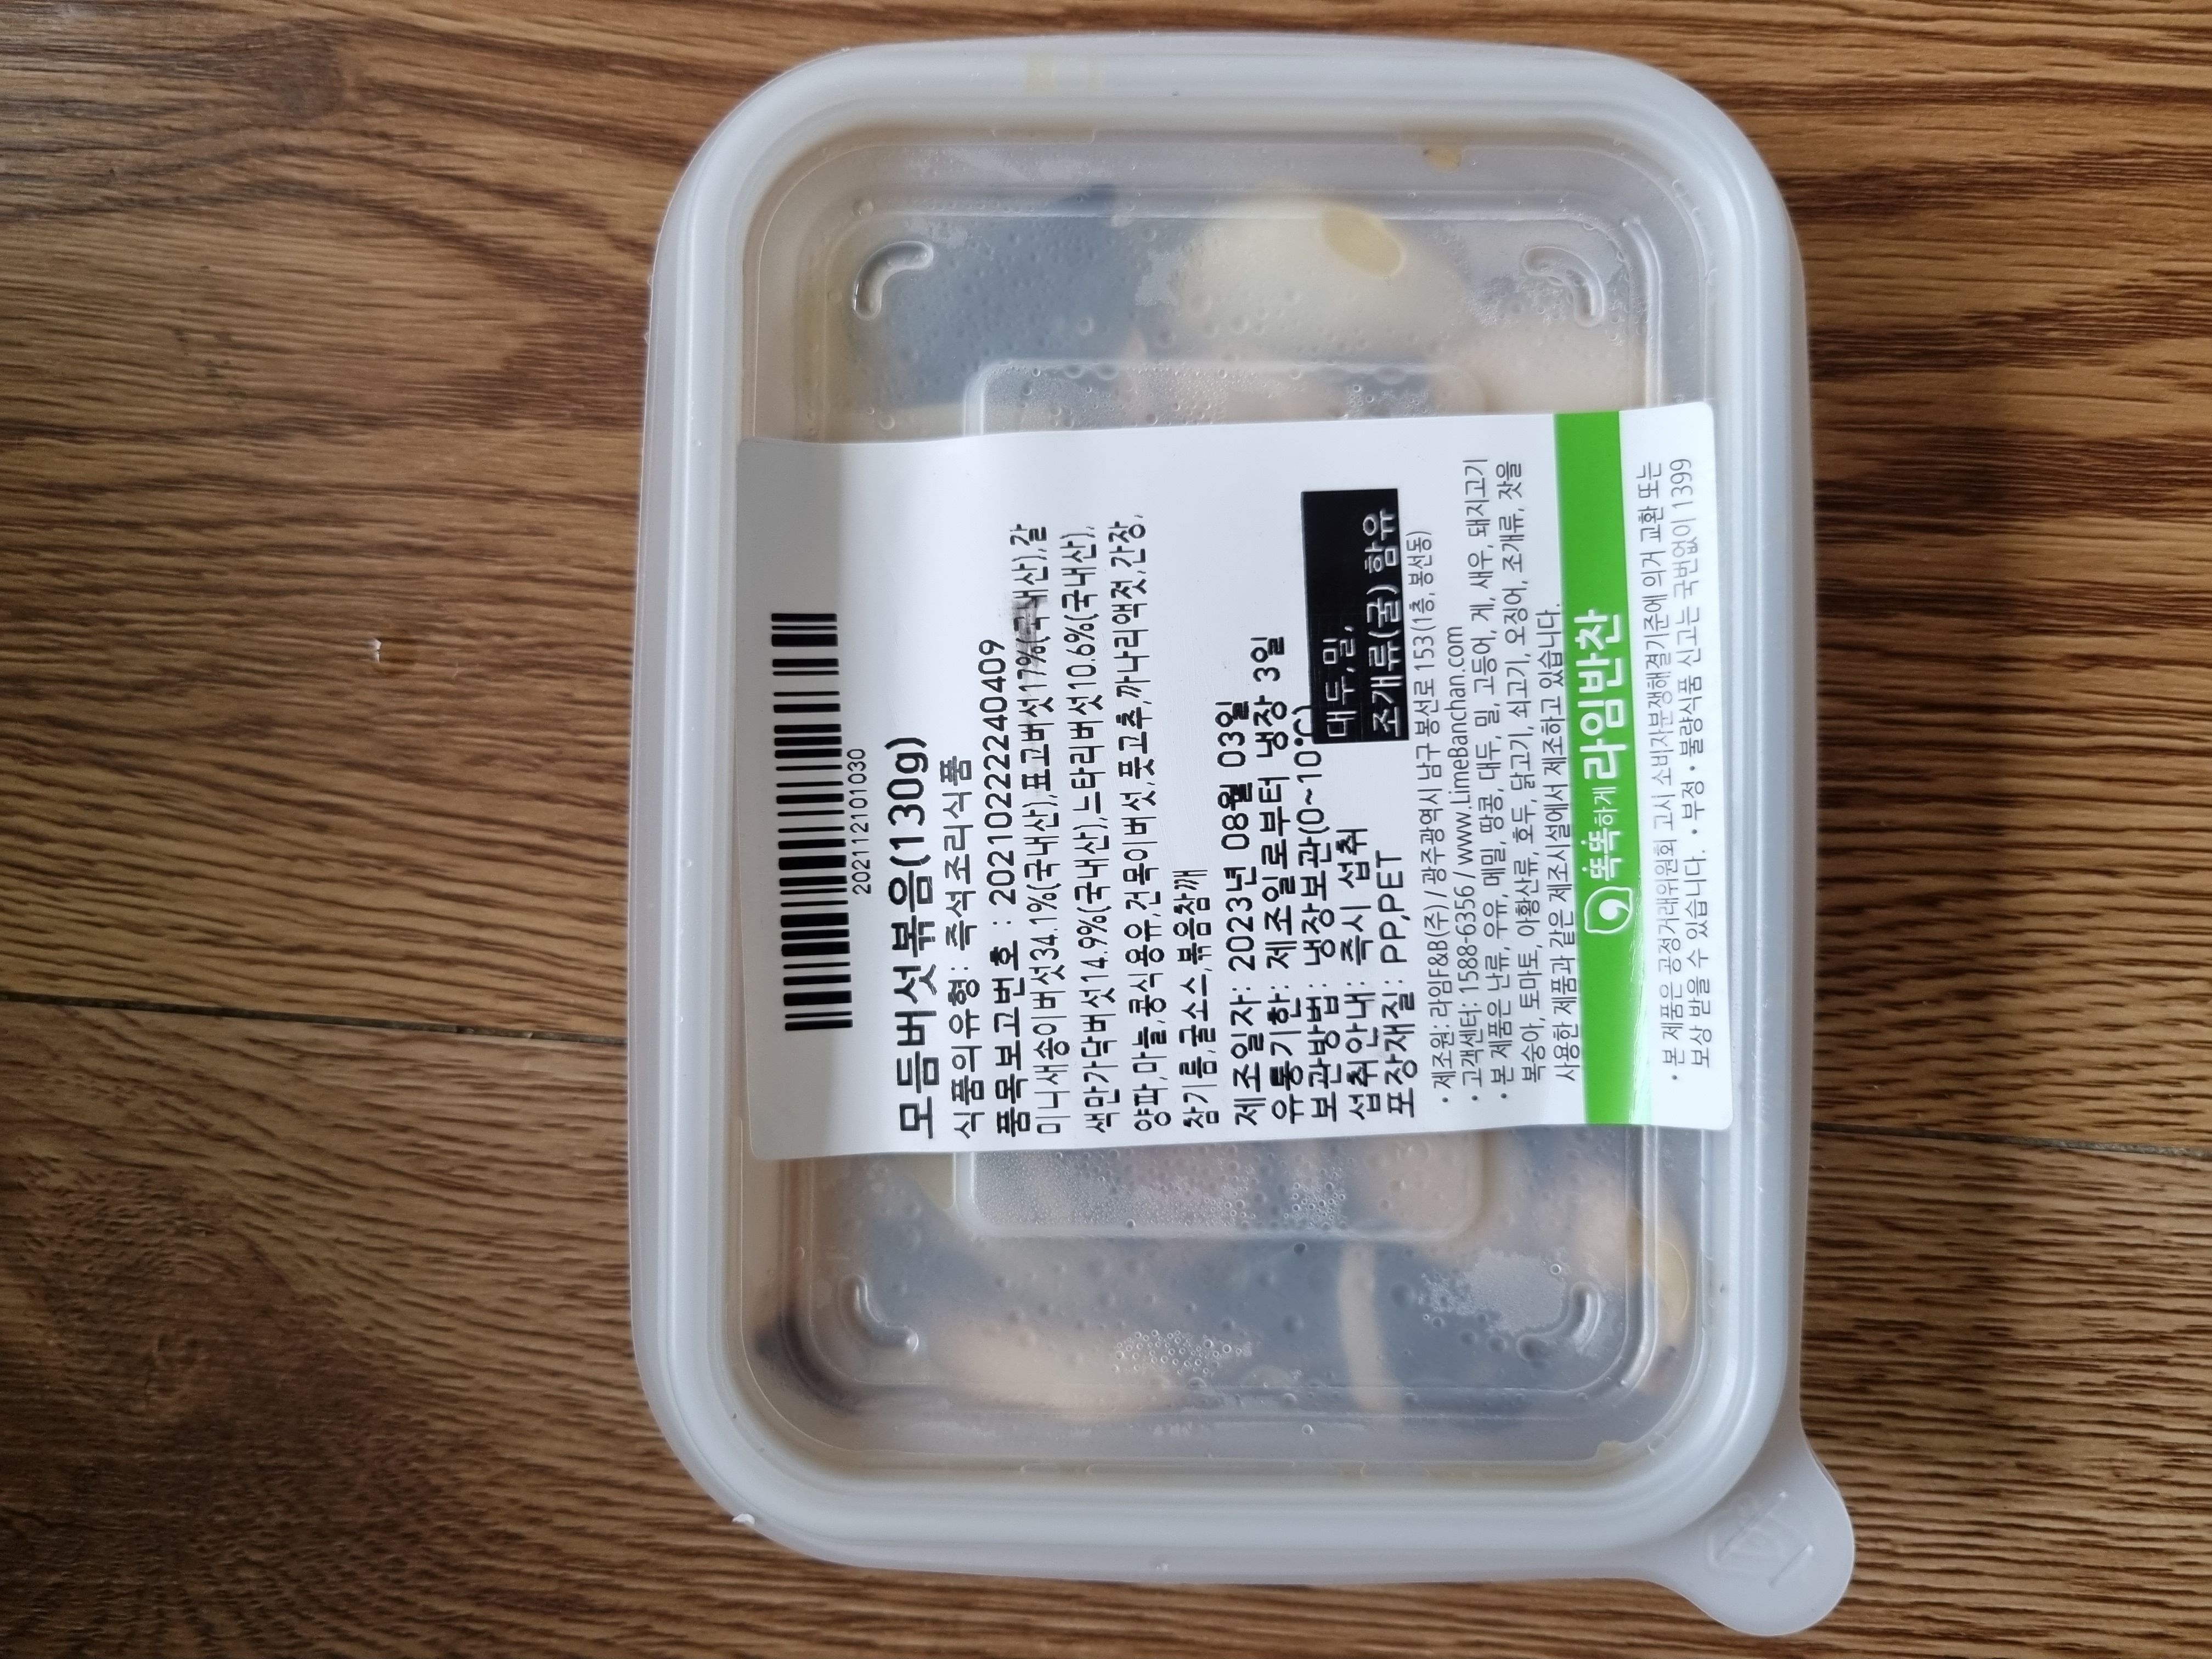 202112101030
모듬버섯볶음(130g)
식품의유형: 즉석조리식품
품목보고번호 : 20210222240409
미니새송이버섯34.1%(국내산),표고버섯17%(국내산),갈
색만가닥버섯14.9%(국내산),느타리버섯10.6%(국내산),
양파,마늘,콩식용유,건목이버섯,풋고추,까나리액젓,간장,
참기름,굴소스,볶음참깨
제조일자: 2023년 08월 03일
유통기한: 제조일로부터 냉장 3일
보관방법: 냉장보관(0~10℃)
섭취안내: 즉시 섭취
포장재질: PP,PET
대두,밀,
조개류(굴) 함유
• 제조원: 라임F&B(주) / 광주광역시 남구 봉선로 153(1층, 봉선동)
• 고객센터: 1588-6356 / www.LimeBanchan.com
• 본 제품은 난류, 우유, 메밀, 땅콩, 대두, 밀, 고등어, 게, 새우, 돼지고기
복숭아, 토마토, 아황산류, 호두, 닭고기, 쇠고기, 오징어, 조개류, 잣을
사용한 제품과 같은 제조시설에서 제조하고 있습니다.
똑똑하게 라임반찬
• 본 제품은 공정거래위원회 고시 소비자분쟁해결기준에 의거 교환 또는
보상 받을 수 있습니다. • 부정 • 불량식품 신고는 국번없이 1399